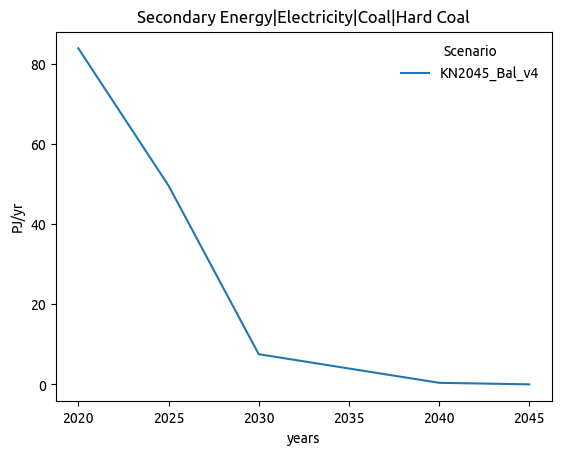 Secondary Energy|Electricity|Coal|Hard Coal
Scenario
KN2045_Bal_v4
80
60
40
20
0
PJ/yr
2020 2025 2030 2035 2040 2045
years